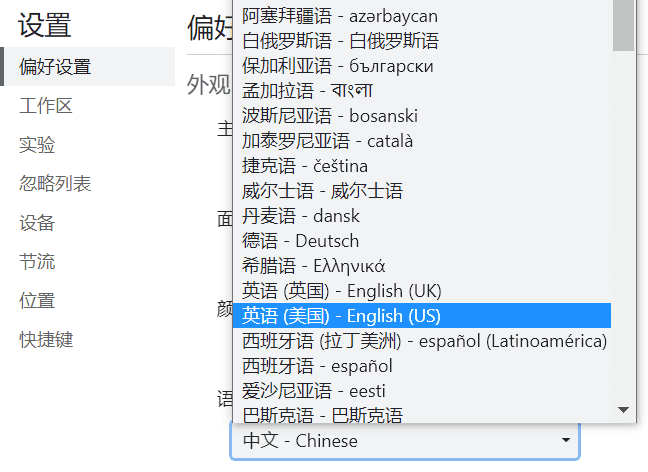 设置
偏好设置
工作区
实验
忽略列表
设备
节流
位置
快捷键
偏好
外观
主
面
颜
语
阿塞拜疆语 - azərbaycan
白俄罗斯语 - 白俄罗斯语
保加利亚语 - български
孟加拉语 - বাংলা
波斯尼亚语 - bosanski
加泰罗尼亚语 - català
捷克语 - čeština
威尔士语 - 威尔士语
丹麦语 - dansk
德语 - Deutsch
希腊语 - Ελληνικά
英语 (英国) - English (UK)
英语 (美国) - English (US)
西班牙语 (拉丁美洲) - español (Latinoamérica)
西班牙语 - español
爱沙尼亚语 - eesti
巴斯克语 - 巴斯克语
中文 - Chinese